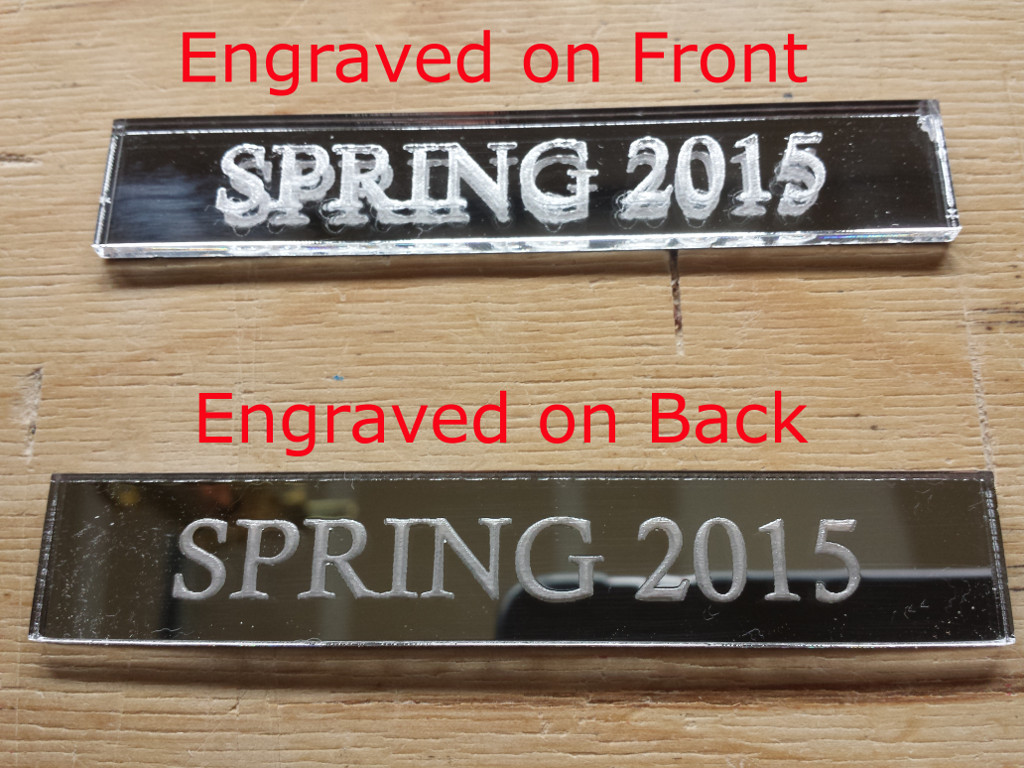 Engraved on Front
SPRING 2015
Engraved on Back
SPRING 2015